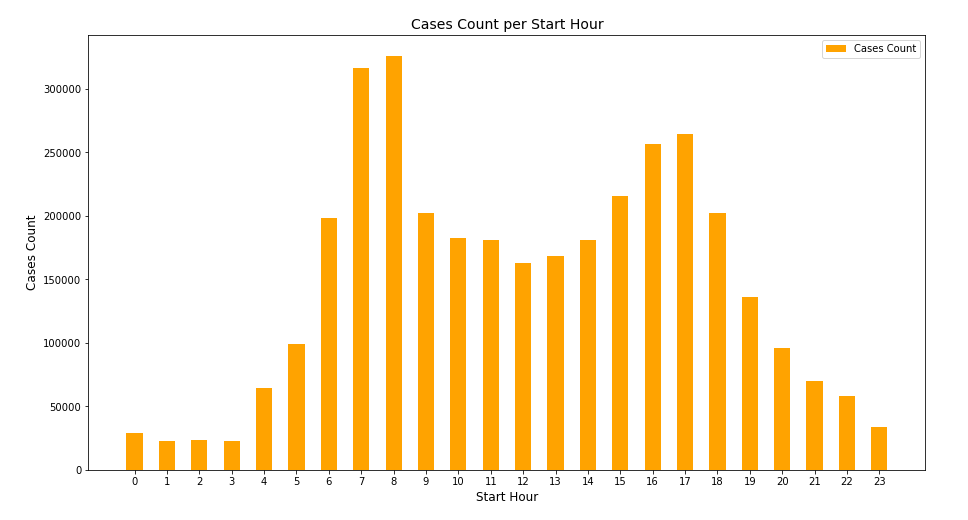 Cases Count per Start Hour
Cases Count
300000
250000
200000
150000
100000
50000
0
Cases Count
0 1 2 3 4 5 6 7 8 9 10 11 12 13 14 15 16 17 18 19 20 21 22 23
Start Hour